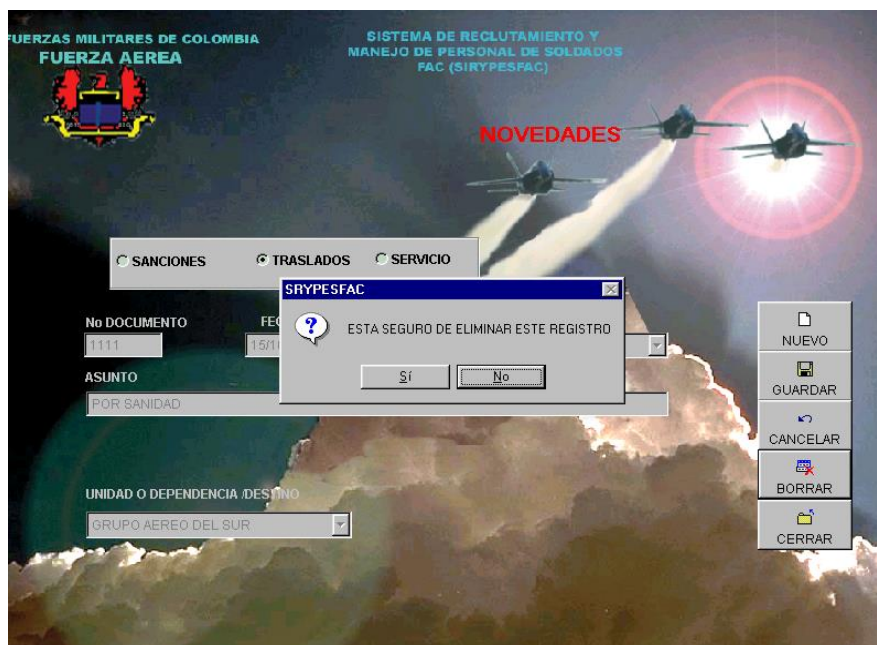 FUERZAS MILITARES DE COLOMBIA
FUERZA AEREA
SISTEMA DE RECLUTAMIENTO Y
MANEJO DE PERSONAL DE SOLDADOS
FAC (SIRYPESFAC)
NOVEDADES
SANCIONES TRASLADOS SERVICIO
SRYPESFAC
ESTA SEGURO DE ELIMINAR ESTE REGISTRO
Sí No
No DOCUMENTO
1111
ASUNTO
POR SANIDAD
UNIDAD O DEPENDENCIA /DESTINO
GRUPO AEREO DEL SUR
NUEVO
GUARDAR
CANCELAR
BORRAR
CERRAR